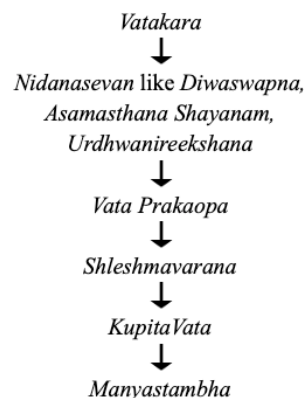 Vatakara
Nidanasevan like Diwaswapna,
Asamasthana Shayanam,
Urdhwanireekshana
Vata Prakaopa
Shleshmavarana
KupitaVata
Manyastambha